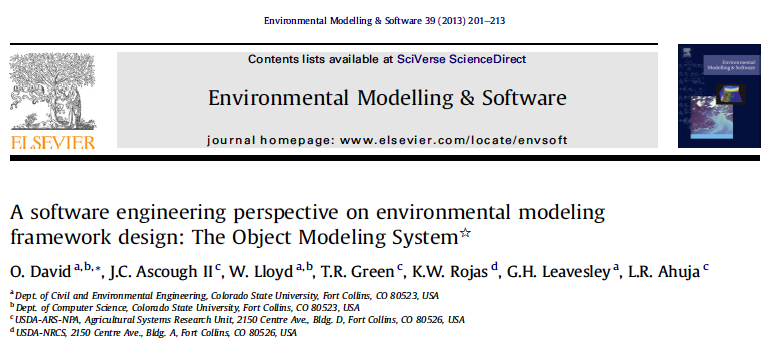 Environmental Modelling & Software 39 (2013) 201–213
Contents lists available at SciVerse ScienceDirect
Environmental Modelling & Software
journal homepage: www.elsevier.com/locate/envsoft
ELSEVIER
Environmental Modelling & Software
A software engineering perspective on environmental modeling
framework design: The Object Modeling System☆
O. David a,b,*, J.C. Ascough II c, W. Lloyd a,b, T.R. Green c, K.W. Rojas d, G.H. Leavesley a, L.R. Ahuja c
a Dept. of Civil and Environmental Engineering, Colorado State University, Fort Collins, CO 80523, USA
b Dept. of Computer Science, Colorado State University, Fort Collins, CO 80523, USA
c USDA-ARS-NPA, Agricultural Systems Research Unit, 2150 Centre Ave., Bldg. D, Fort Collins, CO 80526, USA
d USDA-NRCS, 2150 Centre Ave., Bldg. A, Fort Collins, CO 80526, USA